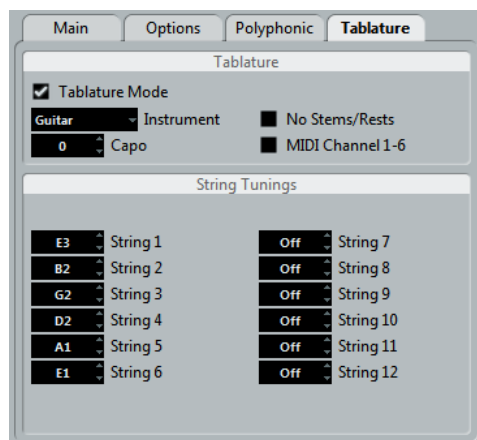 Main Options Polyphonic Tablature
Tablature
Tablature Mode
Guitar Instrument No Stems/Rests
0 Capo MIDI Channel 1-6
String Tunings
E3 String 1 Off String 7
B2 String 2 Off String 8
G2 String 3 Off String 9
D2 String 4 Off String 10
A1 String 5 Off String 11
E1 String 6 Off String 12